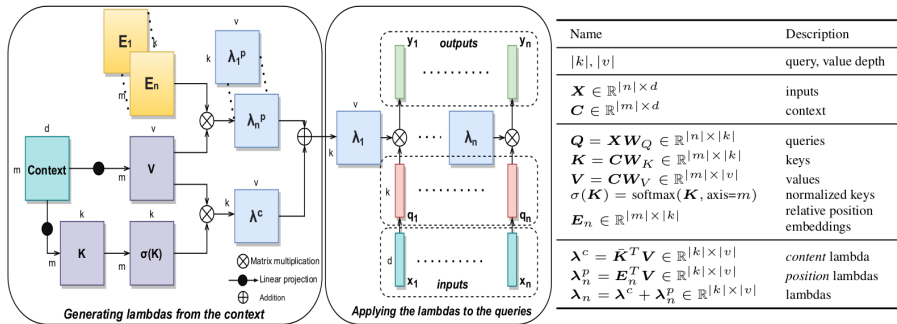 E1
k
En
m
v
k
λ1^p
m
v
k
λn^p
d
m
Context
v
m
V
k
m
K
k
m
σ(K)
v
k
λ^c
Matrix multiplication
Linear projection
Addition
Generating lambdas from the context
y1
outputs
yn
v
k
λ1
λn
k
q1
qn
d
x1
inputs
xn
Applying the lambdas to the queries
Name Description
|k|, |v| query, value depth
X ∈ ℝ^{|n|×d} inputs
C ∈ ℝ^{|m|×d} context
Q = XW_Q ∈ ℝ^{|n|×|k|} queries
K = CW_K ∈ ℝ^{|m|×|k|} keys
V = CW_V ∈ ℝ^{|m|×|v|} values
σ(K) = softmax(K, axis=m) normalized keys
E_n ∈ ℝ^{|m|×|k|} relative position
embeddings
λ^c = K̄^T V ∈ ℝ^{|k|×|v|} content lambda
λ_n^p = E_n^T V ∈ ℝ^{|k|×|v|} position lambdas
λ_n = λ^c + λ_n^p ∈ ℝ^{|k|×|v|} lambdas